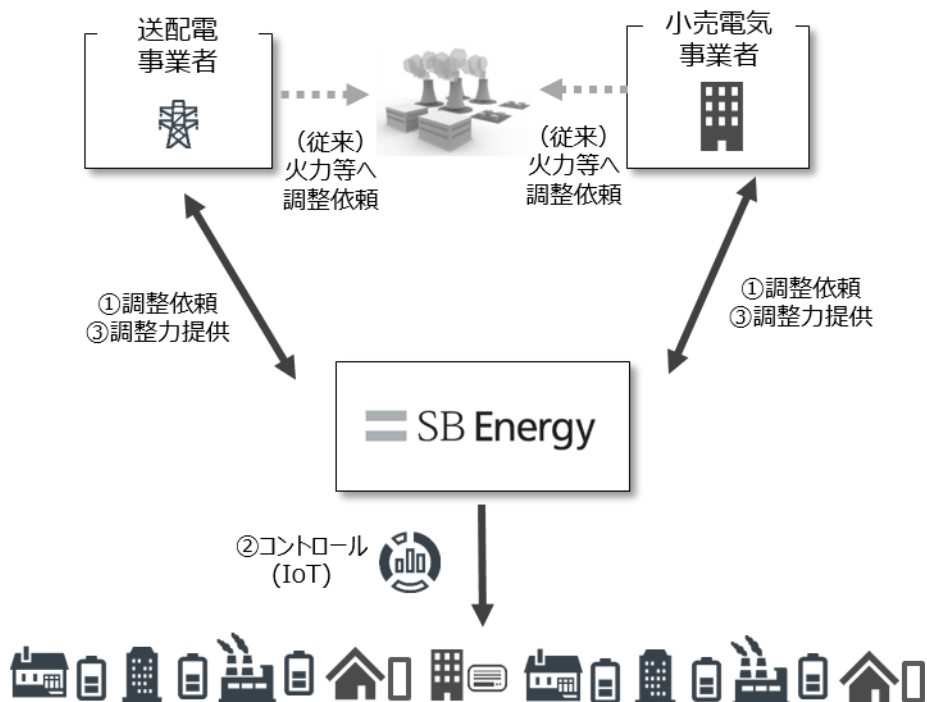 送配電
事業者
小売電気
事業者
(従来)
火力等へ
調整依頼
(従来)
火力等へ
調整依頼
①調整依頼
③調整力提供
①調整依頼
③調整力提供
SB Energy
②コントロール
(IoT)